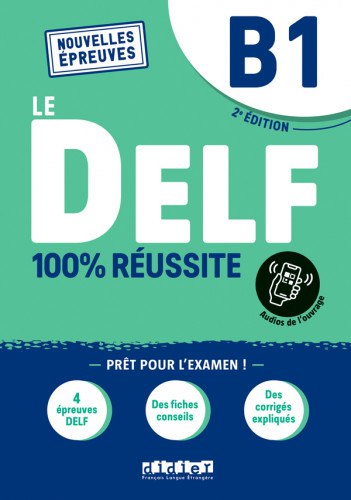 NOUVELLES
ÉPREUVES
B1
2e ÉDITION
LE
DELF
100% RÉUSSITE
Audios de l'ouvrage
PRÊT POUR L'EXAMEN !
4
épreuves
DELF
Des fiches
conseils
Des
corrigés
expliqués
didier
Français Langue Étrangère